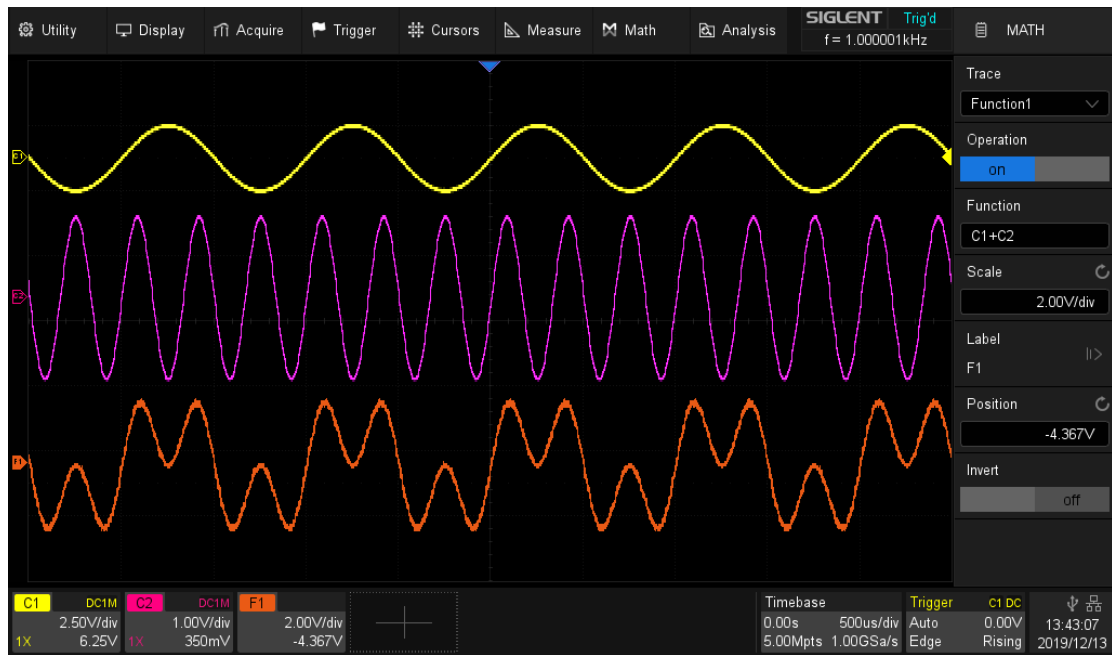 Utility Display Acquire Trigger Cursors Measure Math Analysis SIGLENT Trig'd
f = 1.000001kHz
MATH
Trace
Function1
Operation
on
Function
C1+C2
Scale
2.00V/div
Label
F1
Position
-4.367V
Invert
off
C1
C2
F1
C1 DC1M
2.50V/div
1X 6.25V
C2 DC1M
1.00V/div
1X 350mV
F1
2.00V/div
-4.367V
Timebase
0.00s 500us/div
5.00Mpts 1.00GSa/s
Trigger C1 DC
Auto 0.00V
Edge Rising
13:43:07
2019/12/13